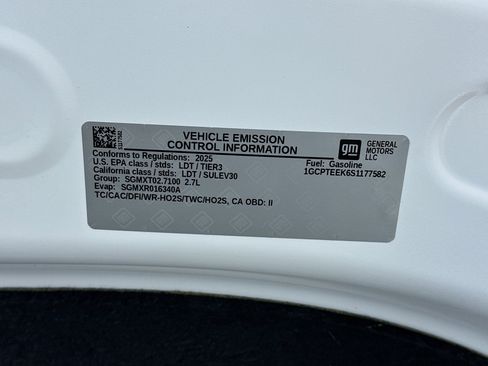 S1177582
VEHICLE EMISSION
CONTROL INFORMATION
gm
GENERAL
MOTORS
LLC
Conforms to Regulations: 2025
U.S. EPA class / stds: LDT / TIER3
California class / stds: LDT / SULEV30
Group: SGMXT02.7100 2.7L
Evap: SGMXR016340A
TC/CAC/DFI/WR-HO2S/TWC/HO2S, CA OBD: II
Fuel: Gasoline
1GCPTEEK6S1177582